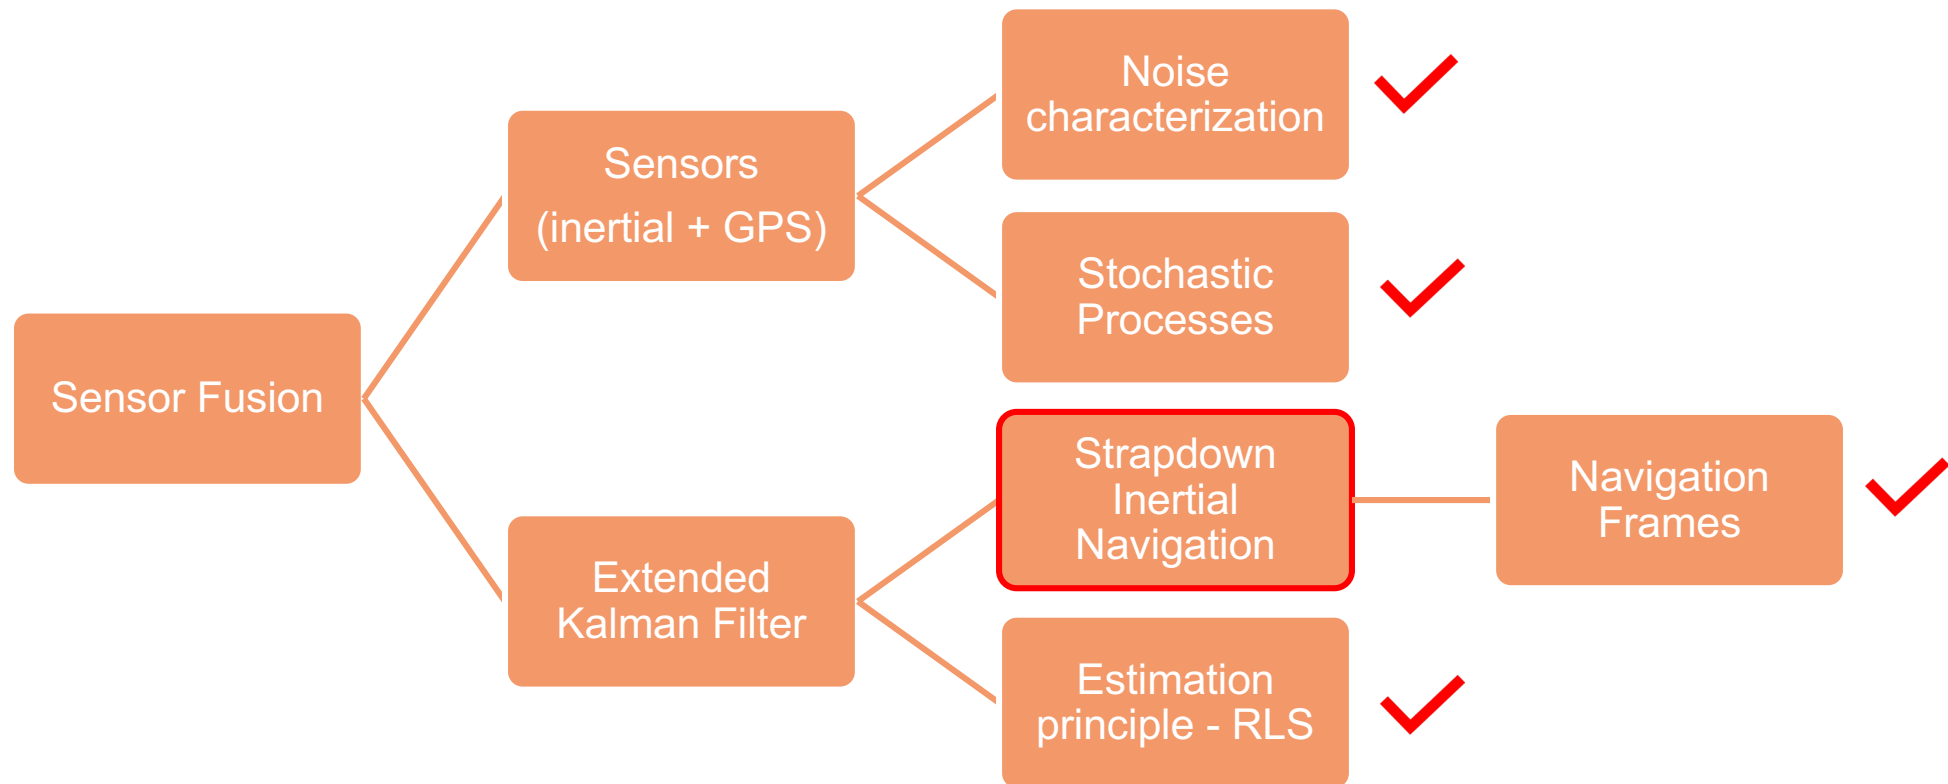 Sensor Fusion
Sensors
(inertial + GPS)
Extended
Kalman Filter
Noise
characterization
Stochastic
Processes
Strapdown
Inertial
Navigation
Estimation
principle - RLS
Navigation
Frames